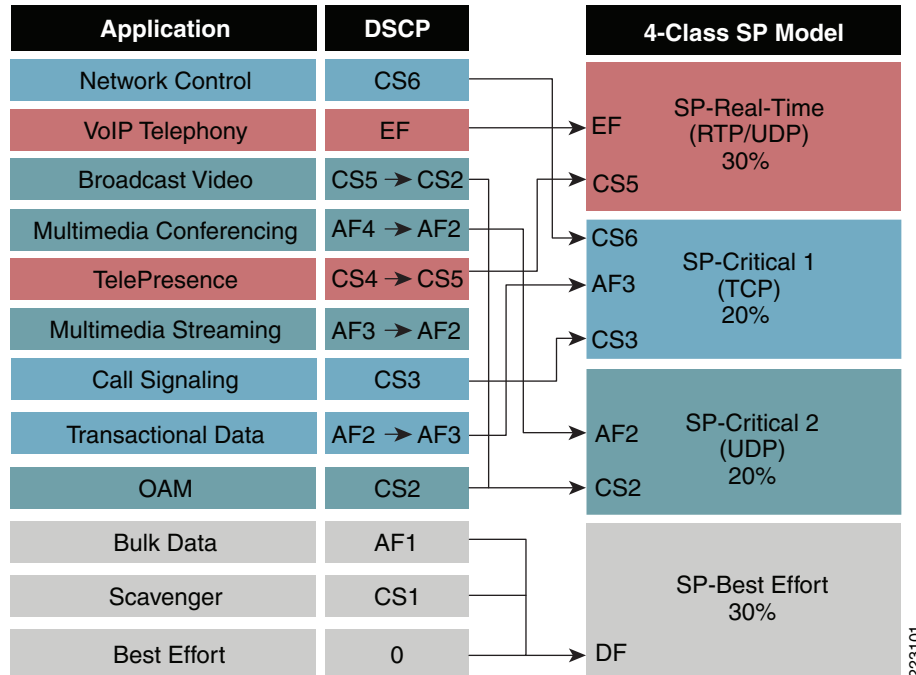 Application
DSCP
4-Class SP Model
Network Control
CS6
VoIP Telephony
EF
Broadcast Video
CS5 → CS2
Multimedia Conferencing
AF4 → AF2
TelePresence
CS4 → CS5
Multimedia Streaming
AF3 → AF2
Call Signaling
CS3
Transactional Data
AF2 → AF3
OAM
CS2
Bulk Data
AF1
Scavenger
CS1
Best Effort
0
EF
CS5
SP-Real-Time
(RTP/UDP)
30%
CS6
AF3
CS3
SP-Critical 1
(TCP)
20%
AF2
CS2
SP-Critical 2
(UDP)
20%
SP-Best Effort
30%
DF
223101